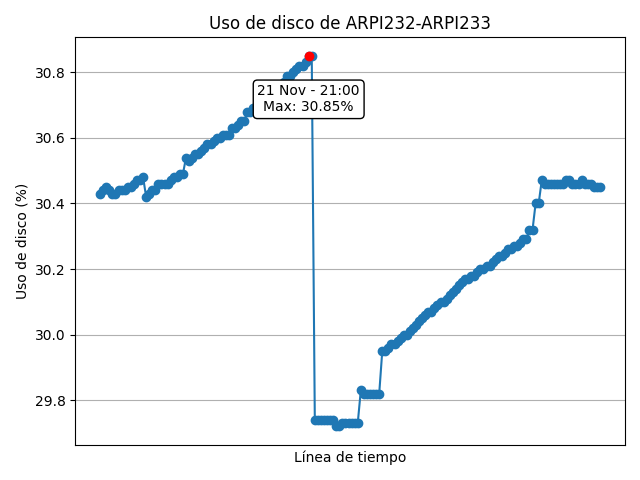 Uso de disco de ARPI232-ARPI233
30.8
21 Nov - 21:00
Max: 30.85%
30.6
30.4
30.2
30.0
29.8
Uso de disco (%)
Línea de tiempo